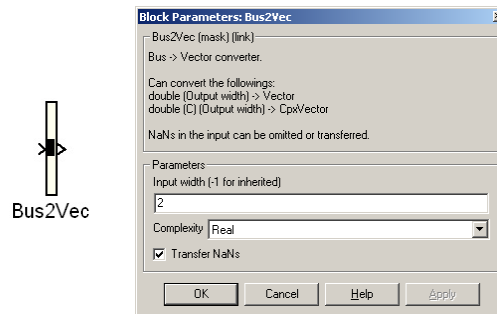 Block Parameters: Bus2Vec
Bus2Vec (mask) (link)
Bus -> Vector converter.
Can convert the followings:
double (Output width) -> Vector
double (C) (Output width) -> CpxVector
NaNs in the input can be omitted or transferred.
Parameters
Input width (-1 for inherited)
2
Complexity Real
Transfer NaNs
OK Cancel Help Apply
Bus2Vec